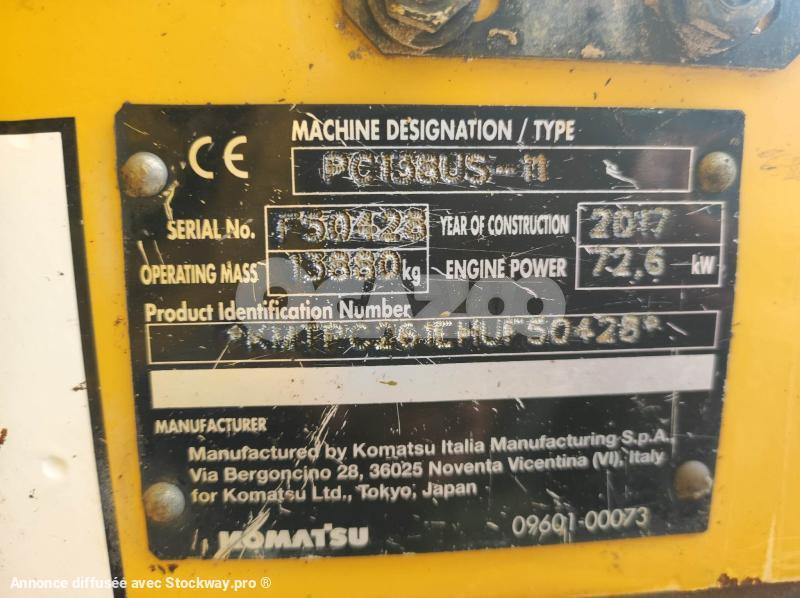 CE
MACHINE DESIGNATION / TYPE
PC138US-11
SERIAL No. F50428 YEAR OF CONSTRUCTION 2017
OPERATING MASS 13880 kg ENGINE POWER 72,6 kW
Product Identification Number
*KMTPC261LHUF50428*
MANUFACTURER
Manufactured by Komatsu Italia Manufacturing S.p.A.,
Via Bergoncino 28, 36025 Noventa Vicentina (VI), Italy
for Komatsu Ltd., Tokyo, Japan
KOMATSU 09601-00073
Annonce diffusée avec Stockway.pro ®